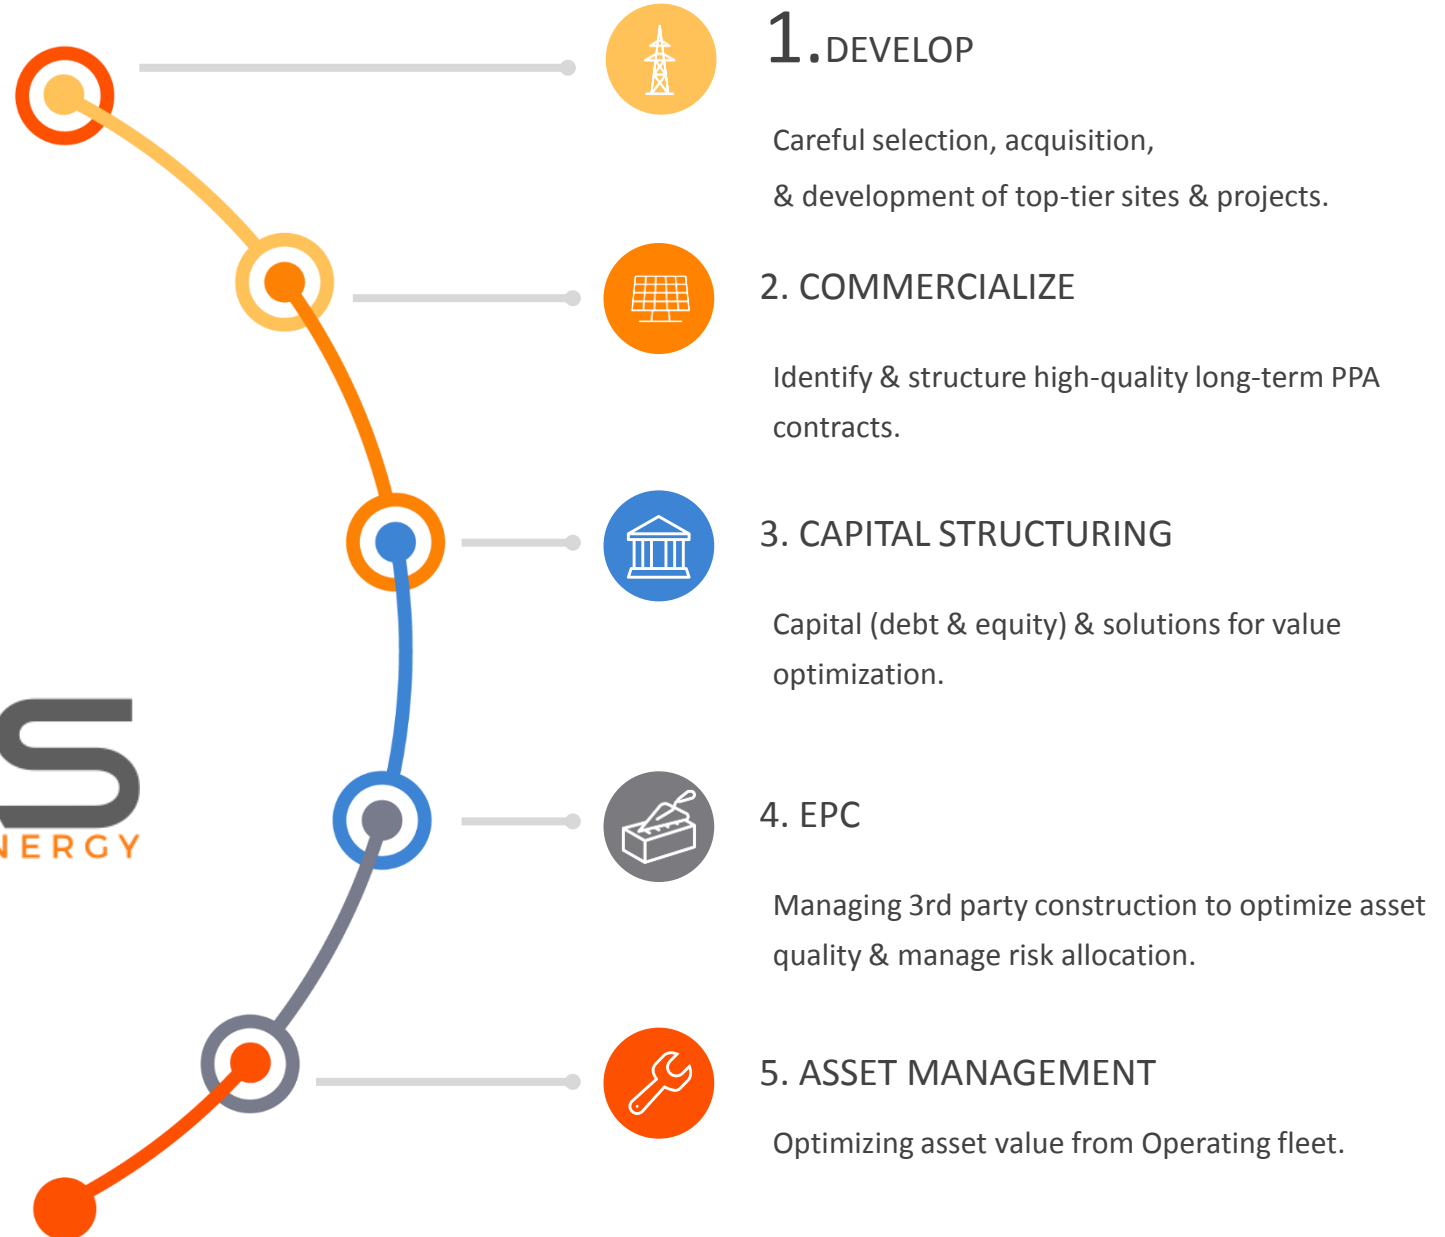 1. DEVELOP
Careful selection, acquisition,
& development of top-tier sites & projects.
2. COMMERCIALIZE
Identify & structure high-quality long-term PPA
contracts.
3. CAPITAL STRUCTURING
Capital (debt & equity) & solutions for value
optimization.
S
NERGY
4. EPC
Managing 3rd party construction to optimize asset
quality & manage risk allocation.
5. ASSET MANAGEMENT
Optimizing asset value from Operating fleet.